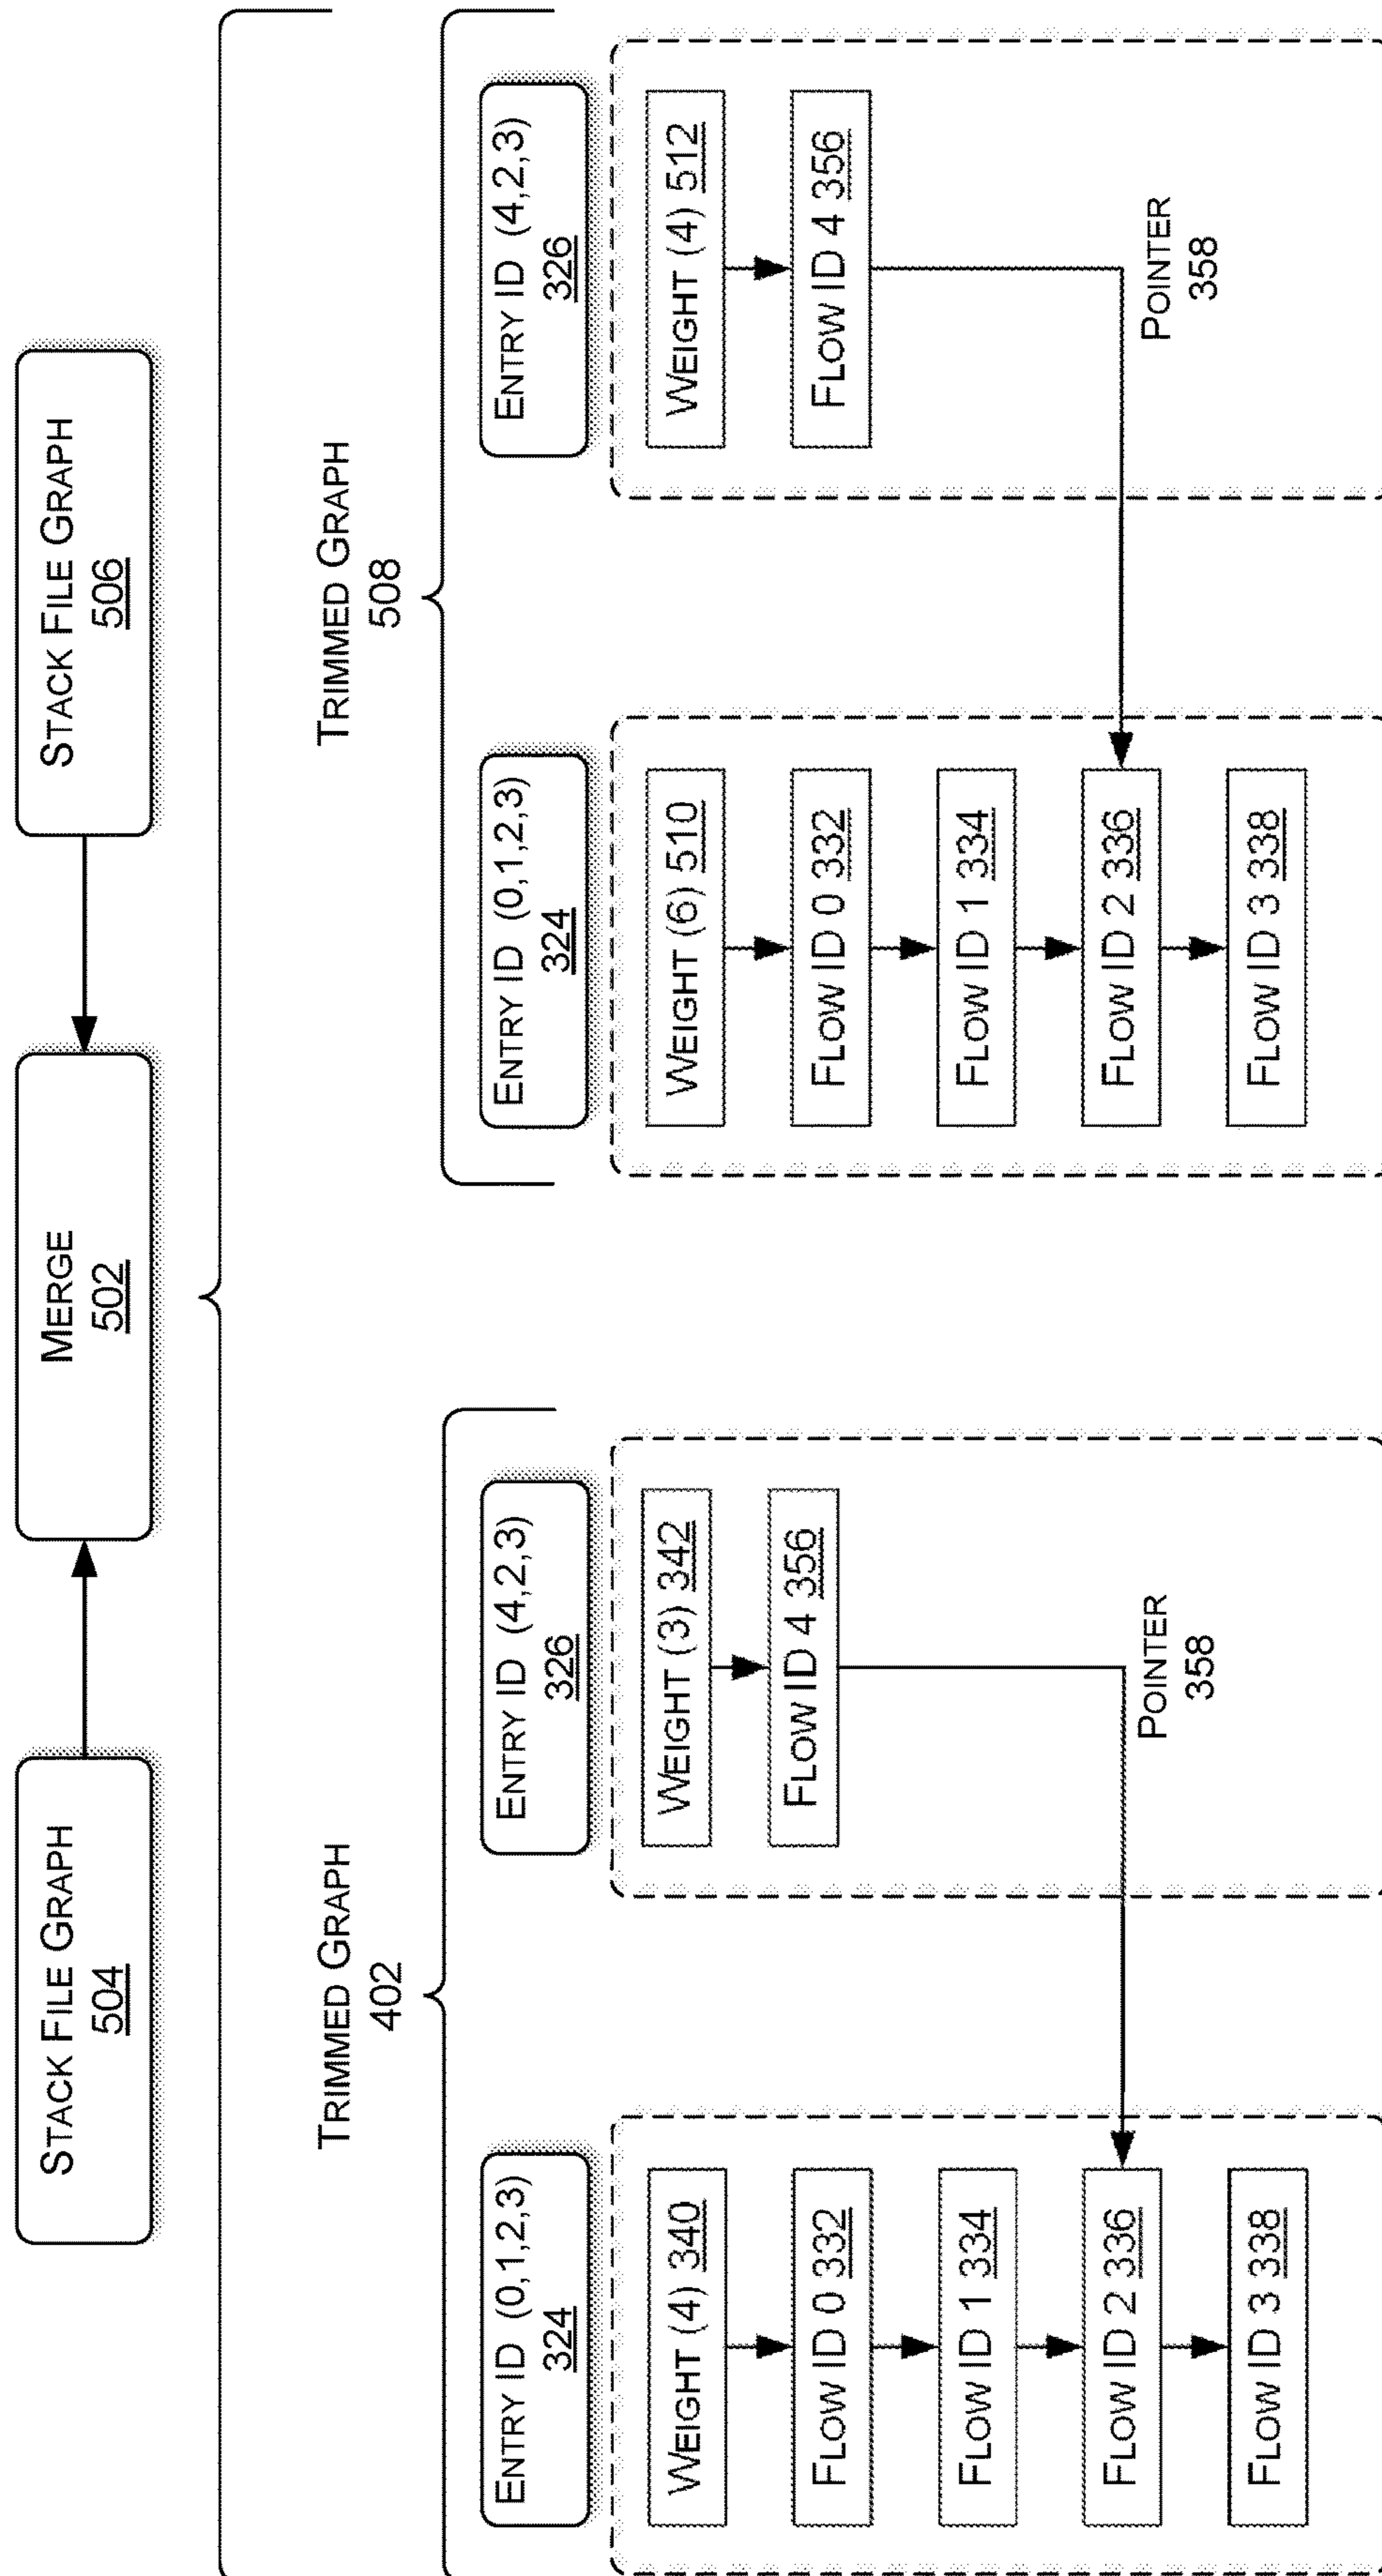 STACK FILE GRAPH
504
MERGE
502
STACK FILE GRAPH
506
TRIMMED GRAPH
402
ENTRY ID (0,1,2,3)
324
WEIGHT (4) 340
FLOW ID 0 332
FLOW ID 1 334
FLOW ID 2 336
FLOW ID 3 338
ENTRY ID (4,2,3)
326
WEIGHT (3) 342
FLOW ID 4 356
POINTER
358
TRIMMED GRAPH
508
ENTRY ID (0,1,2,3)
324
WEIGHT (6) 510
FLOW ID 0 332
FLOW ID 1 334
FLOW ID 2 336
FLOW ID 3 338
ENTRY ID (4,2,3)
326
WEIGHT (4) 512
FLOW ID 4 356
POINTER
358